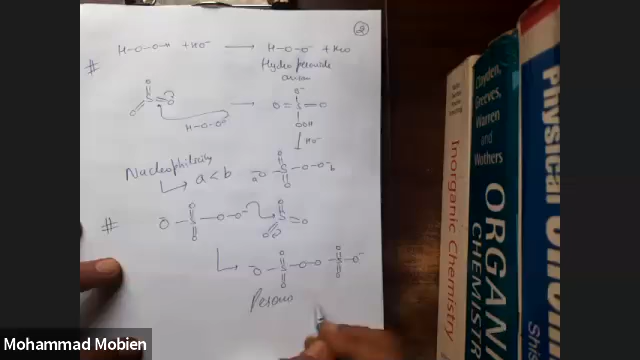 2
# H-O-O-H + HO⁻ → H-O-O⁻ + H₂O
Hydroperoxide
anion
O
O S O
H-O-O⁻
O⁻
O=S=O
OOH
HO⁻
Nucleophilicity
a < b
O
⁻O S O-O⁻
a b
O
#
O O
⁻O S O-O⁻ S=O
O O
O O
⁻O S O-O S O⁻
O O
Peroxo
Mohammad Mobien
Inorganic Chemistry
Clayden,
Greeves,
Warren
and
Wothers
ORGANIC
CHEMISTRY
Physical